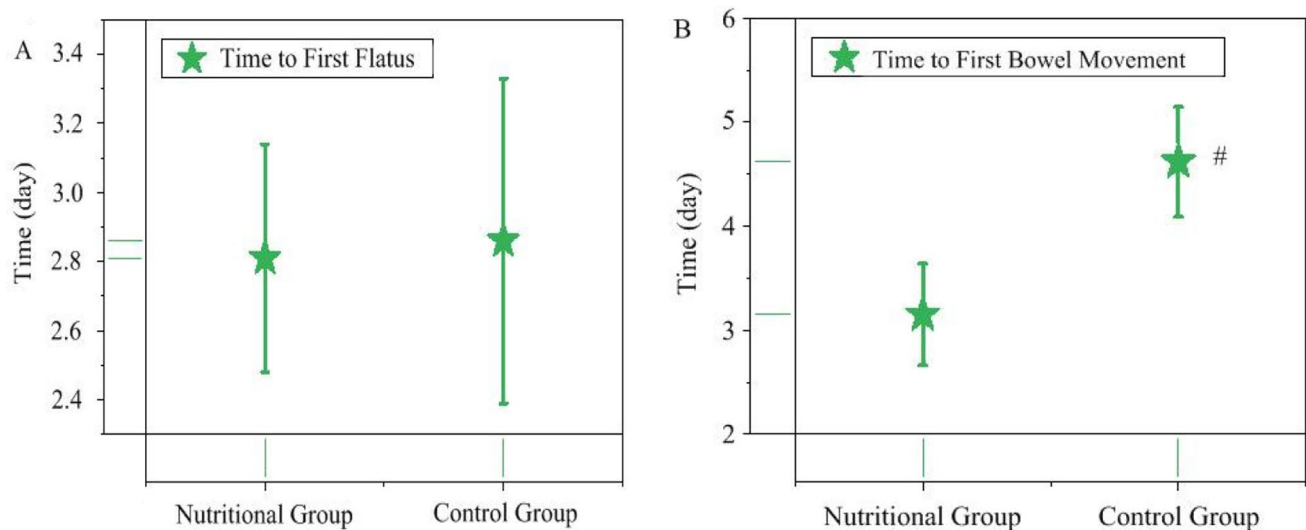 A
★ Time to First Flatus
Time (day)
3.4
3.2
3.0
2.8
2.6
2.4
Nutritional Group
Control Group
B
★ Time to First Bowel Movement
Time (day)
6
5
4
3
2
#
Nutritional Group
Control Group